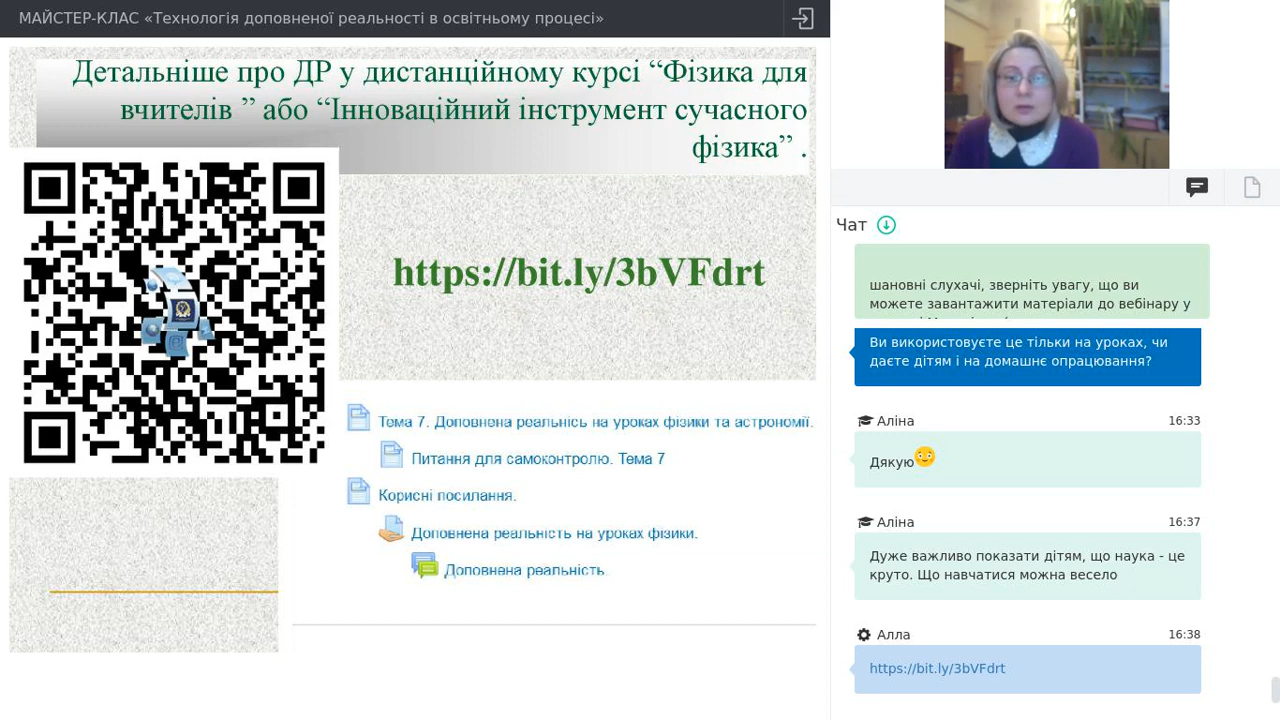 МАЙСТЕР-КЛАС «Технологія доповненої реальності в освітньому процесі»
Детальніше про ДР у дистанційному курсі “Фізика для
вчителів ” або “Інноваційний інструмент сучасного
фізика” .
https://bit.ly/3bVFdrt
Тема 7. Доповнена реальнісь на уроках фізики та астрономії.
Питання для самоконтролю. Тема 7
Корисні посилання.
Доповнена реальність на уроках фізики.
Доповнена реальність
Чат
шановні слухачі, зверніть увагу, що ви
можете завантажити матеріали до вебінару у
Ви використовуєте це тільки на уроках, чи
даєте дітям і на домашнє опрацювання?
Аліна 16:33
Дякую
Аліна 16:37
Дуже важливо показати дітям, що наука - це
круто. Що навчатися можна весело
Алла 16:38
https://bit.ly/3bVFdrt